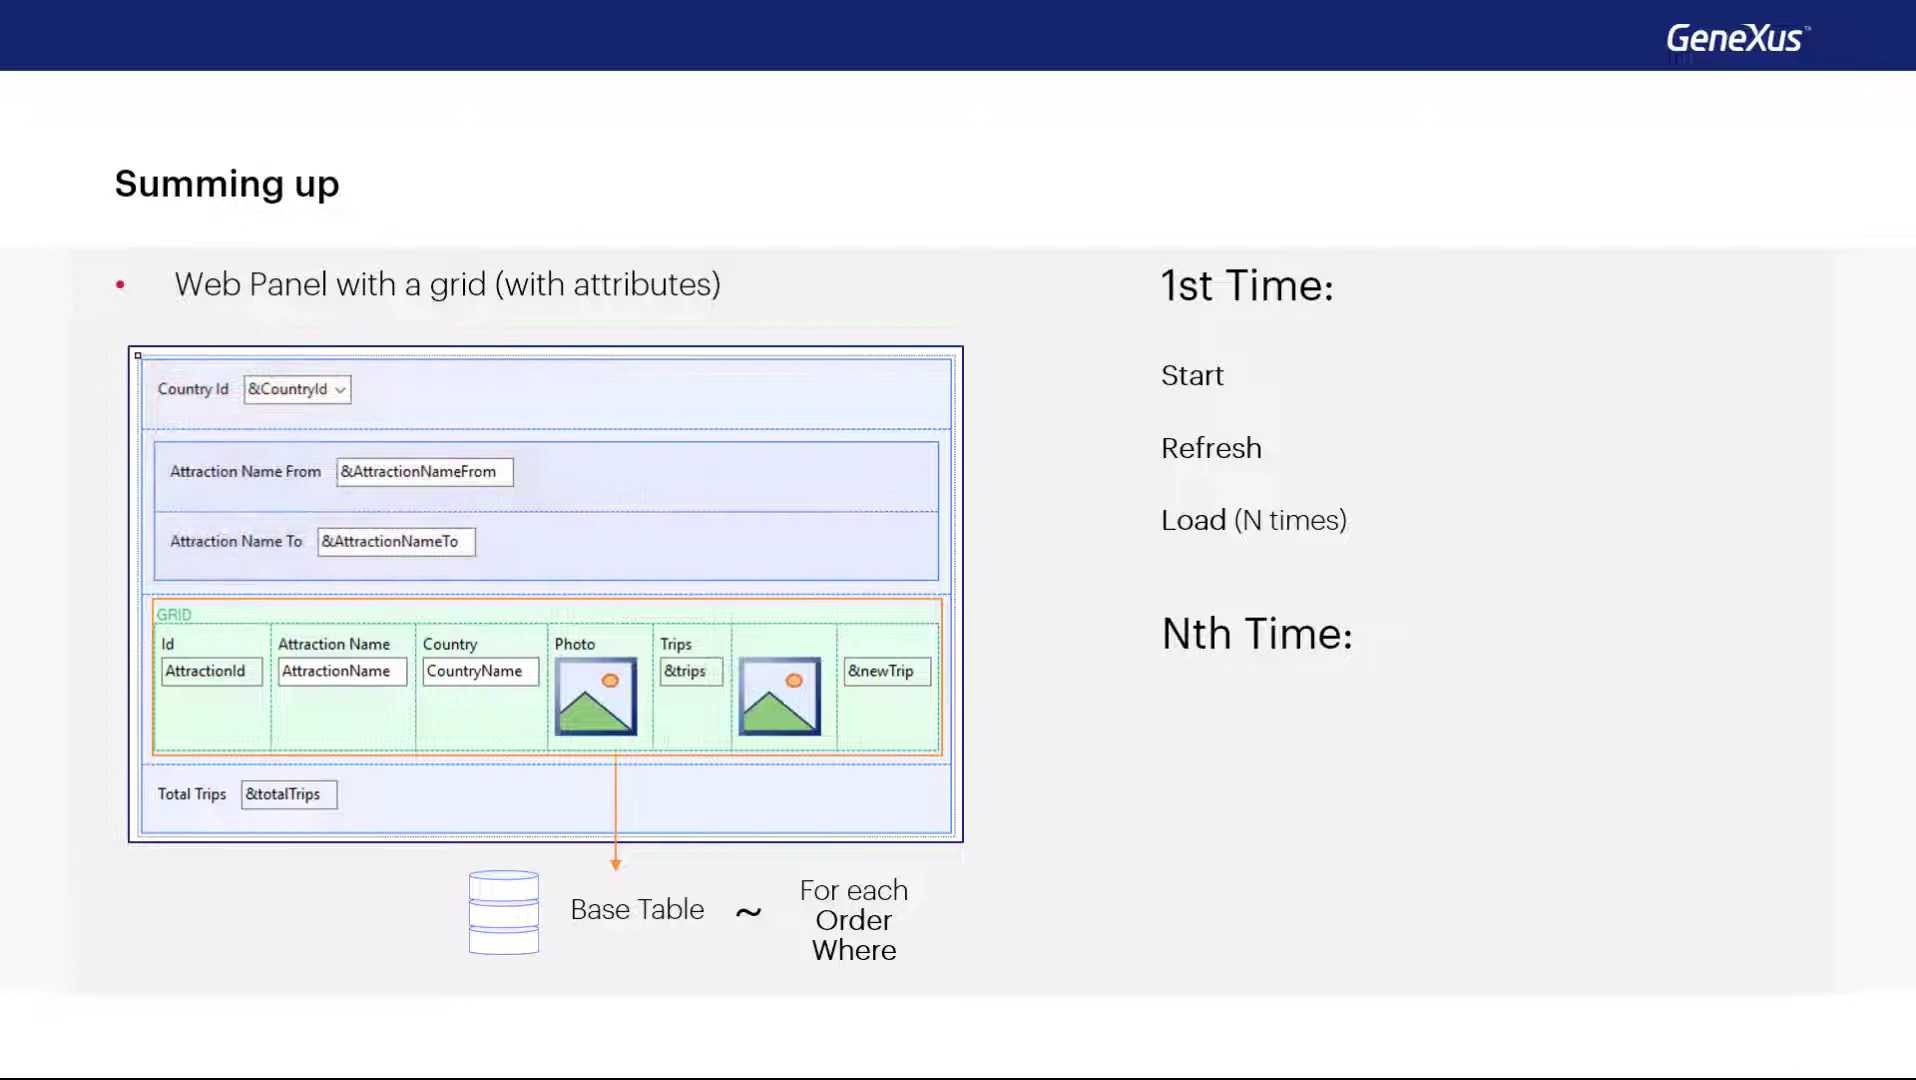 GeneXus™
Summing up
• Web Panel with a grid (with attributes)
Country Id &CountryId
Attraction Name From &AttractionNameFrom
Attraction Name To &AttractionNameTo
GRID
Id Attraction Name Country Photo Trips
AttractionId AttractionName CountryName &trips &newTrip
Total Trips &totalTrips
Base Table ~ For each
Order
Where
1st Time:
Start
Refresh
Load (N times)
Nth Time: